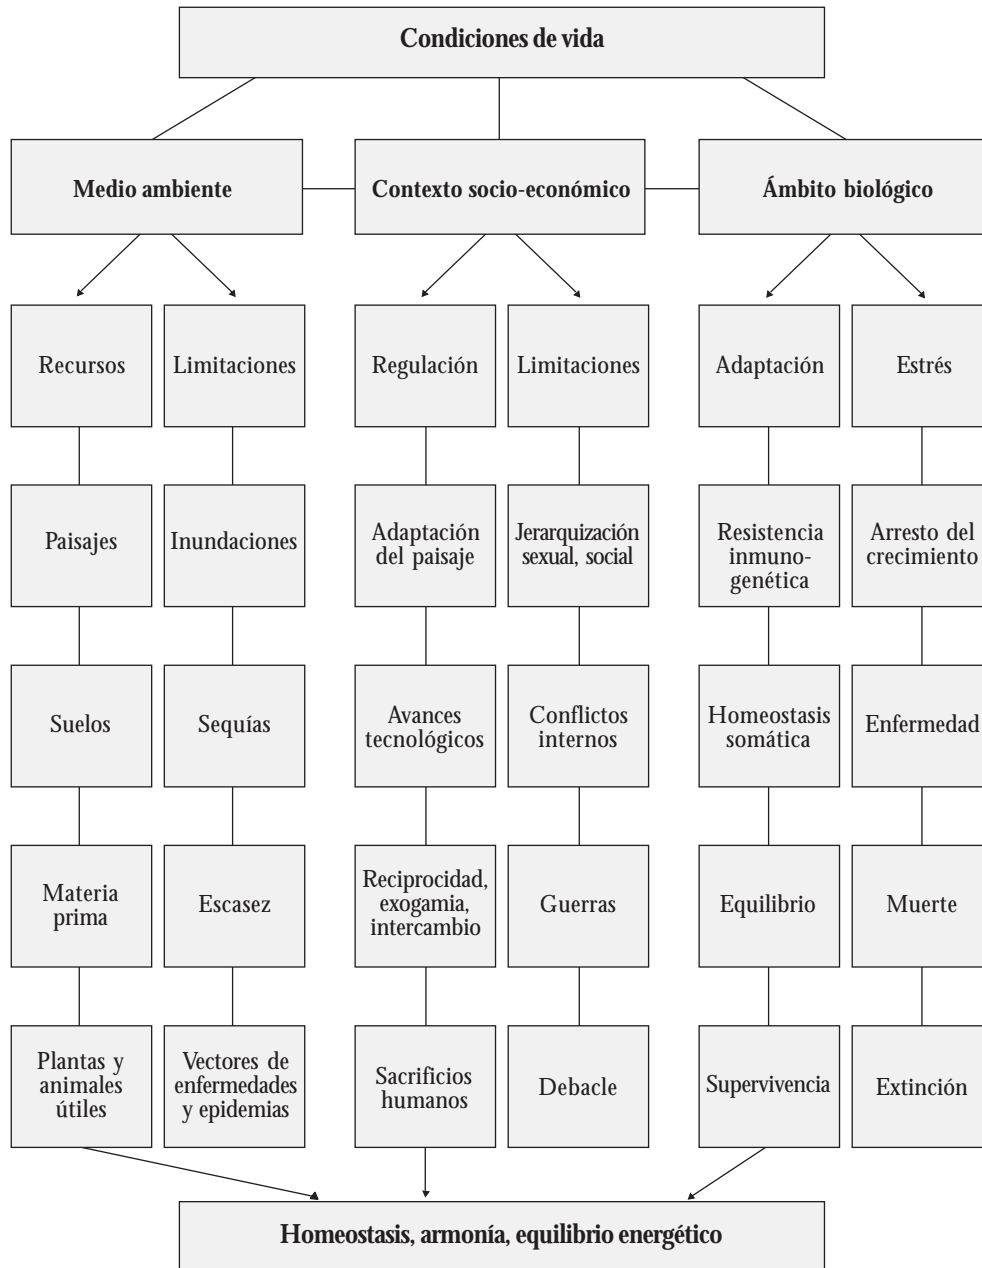 Condiciones de vida
Medio ambiente
Contexto socio-económico
Ámbito biológico
Recursos
Limitaciones
Regulación
Limitaciones
Adaptación
Estrés
Paisajes
Inundaciones
Adaptación
del paisaje
Jerarquización
sexual, social
Resistencia
inmuno-
genética
Arresto del
crecimiento
Suelos
Sequías
Avances
tecnológicos
Conflictos
internos
Homeostasis
somática
Enfermedad
Materia
prima
Escasez
Reciprocidad,
exogamia,
intercambio
Guerras
Equilibrio
Muerte
Plantas y
animales
útiles
Vectores de
enfermedades
y epidemias
Sacrificios
humanos
Debacle
Supervivencia
Extinción
Homeostasis, armonía, equilibrio energético